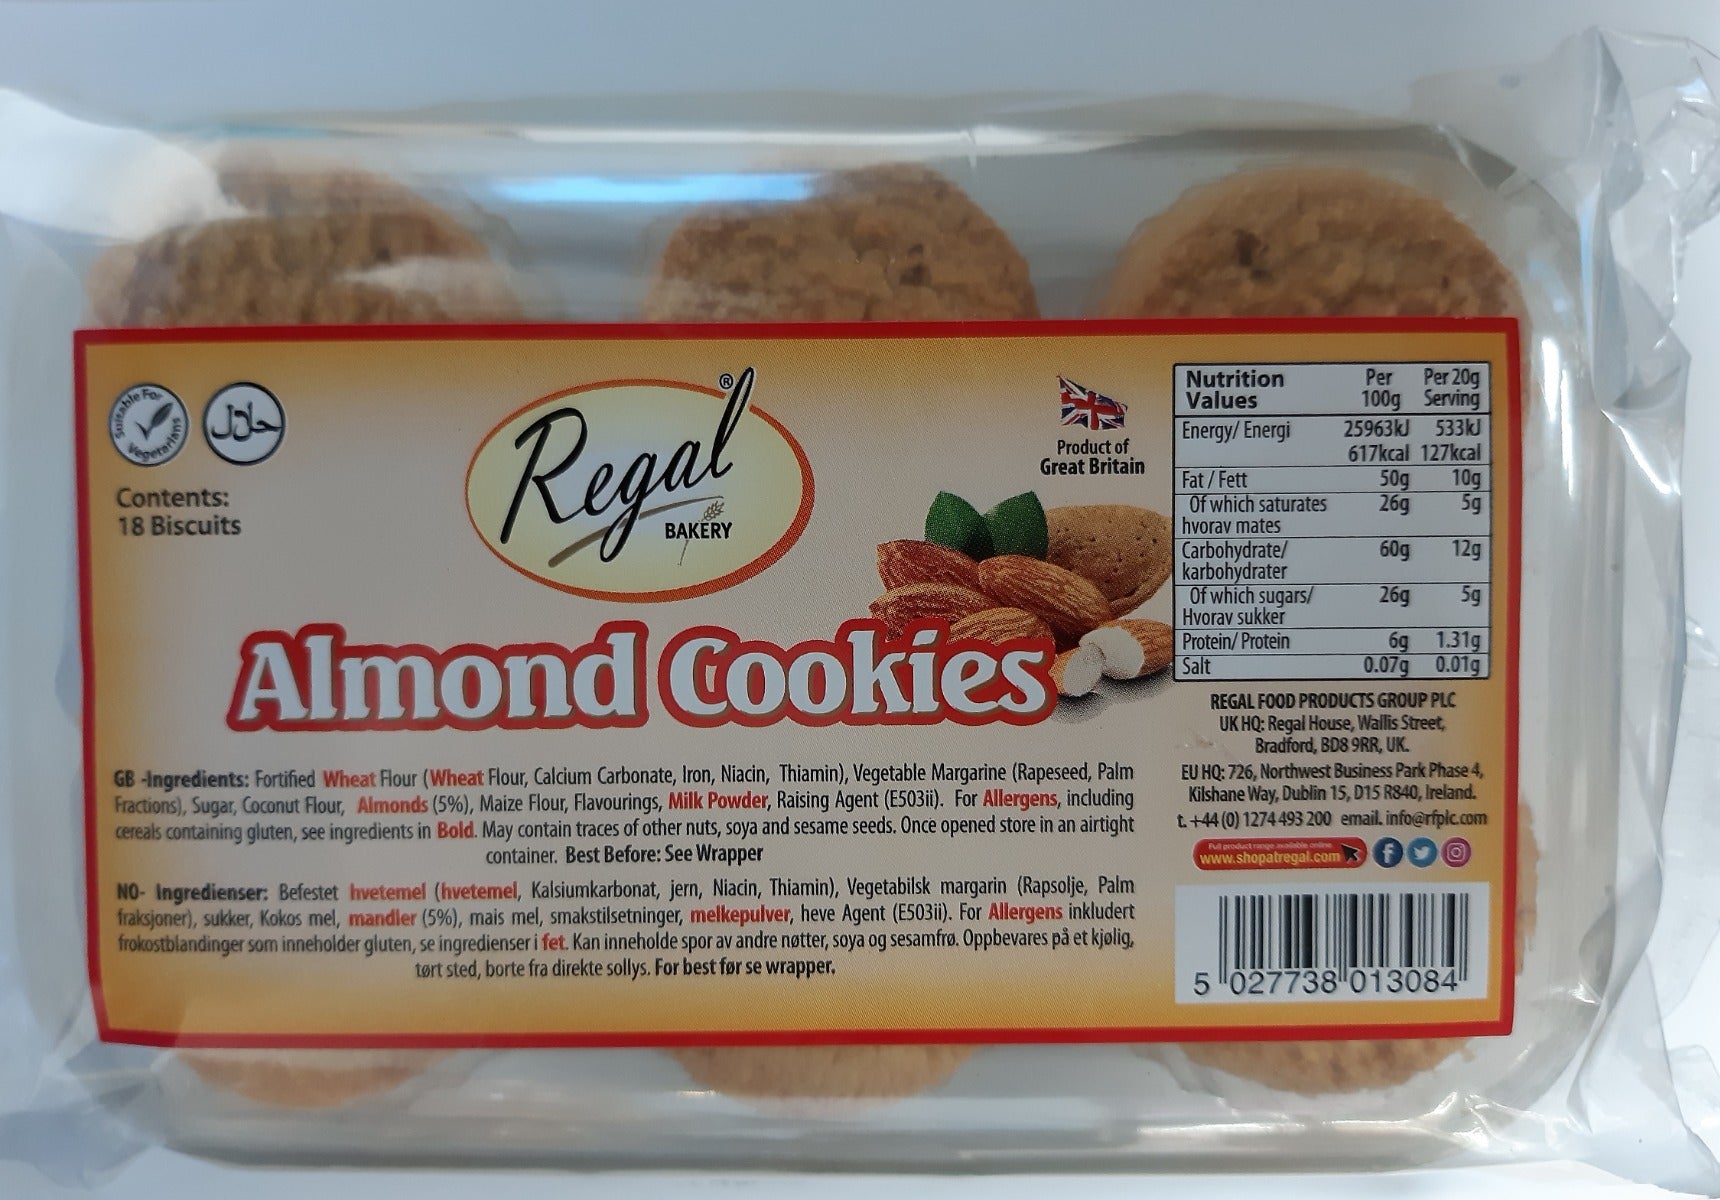 Suitable For
Vegetarians
حلال
Contents:
18 Biscuits
Regal®
BAKERY
Product of
Great Britain
Almond Cookies
GB -Ingredients: Fortified Wheat Flour (Wheat Flour, Calcium Carbonate, Iron, Niacin, Thiamin), Vegetable Margarine (Rapeseed, Palm
Fractions), Sugar, Coconut Flour, Almonds (5%), Maize Flour, Flavourings, Milk Powder, Raising Agent (E503ii). For Allergens, including
cereals containing gluten, see ingredients in Bold. May contain traces of other nuts, soya and sesame seeds. Once opened store in an airtight
container. Best Before: See Wrapper
NO- Ingredienser: Befestet hvetemel (hvetemel, Kalsiumkarbonat, jern, Niacin, Thiamin), Vegetabilsk margarin (Rapsolje, Palm
fraksjoner), sukker, Kokos mel, mandler (5%), mais mel, smakstilsetninger, melkepulver, heve Agent (E503ii). For Allergens inkludert
frokostblandinger som inneholder gluten, se ingredienser i fet. Kan inneholde spor av andre nøtter, soya og sesamfrø. Oppbevares på et kjølig,
tørt sted, borte fra direkte sollys. For best før se wrapper.
Nutrition Per Per 20g
Values 100g Serving
Energy/ Energi 25963kJ 533kJ
617kcal 127kcal
Fat / Fett 50g 10g
Of which saturates 26g 5g
hvorav mates
Carbohydrate/ 60g 12g
karbohydrater
Of which sugars/ 26g 5g
Hvorav sukker
Protein/ Protein 6g 1.31g
Salt 0.07g 0.01g
REGAL FOOD PRODUCTS GROUP PLC
UK HQ: Regal House, Wallis Street,
Bradford, BD8 9RR, UK.
EU HQ: 726, Northwest Business Park Phase 4,
Kilshane Way, Dublin 15, D15 R840, Ireland.
t. +44 (0) 1274 493 200 email. info@rfplc.com
Full product range available online
www.shopatregal.com
5 027738 013084